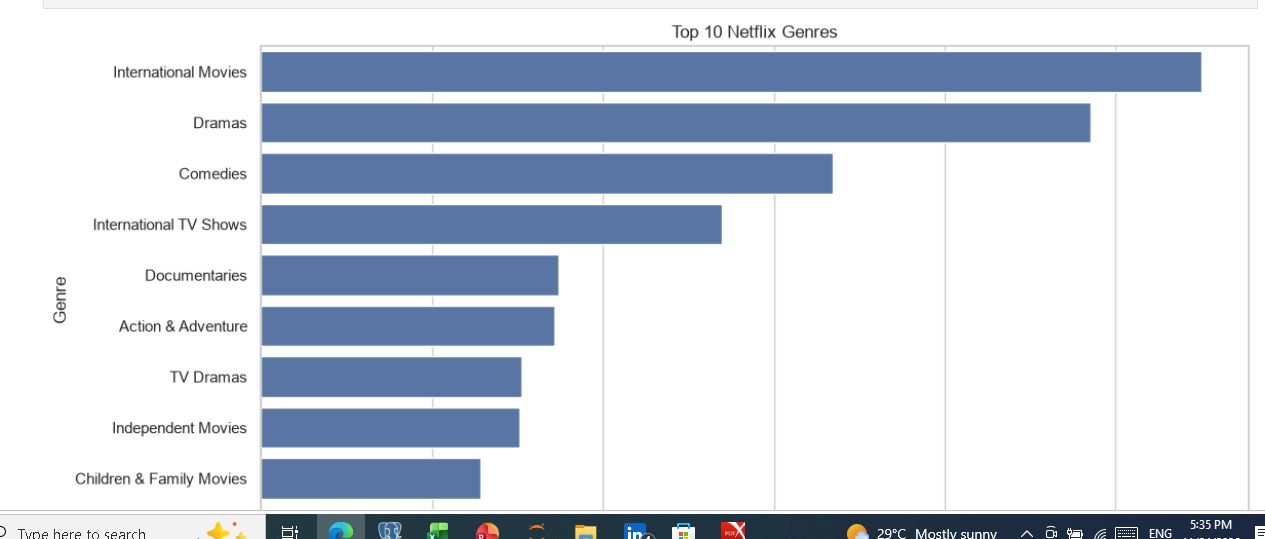 Top 10 Netflix Genres
International Movies
Dramas
Comedies
International TV Shows
Documentaries
Action & Adventure
TV Dramas
Independent Movies
Children & Family Movies
Genre
Type here to search
29°C Mostly sunny
ENG
5:35 PM